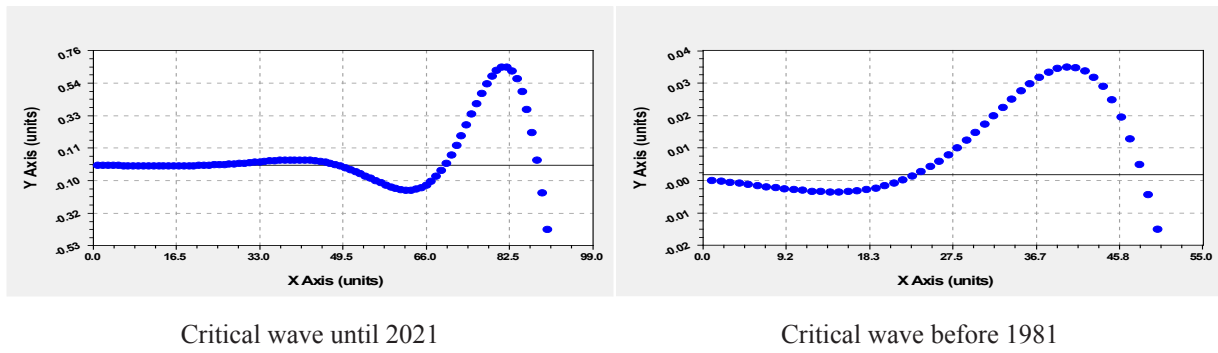 0.76
0.54
0.33
0.11
-0.10
-0.32
-0.53
Y Axis (units)
0.0 16.5 33.0 49.5 66.0 82.5 99.0
X Axis (units)
0.04
0.03
0.02
0.01
-0.00
-0.01
-0.02
Y Axis (units)
0.0 9.2 18.3 27.5 36.7 45.8 55.0
X Axis (units)
Critical wave until 2021
Critical wave before 1981